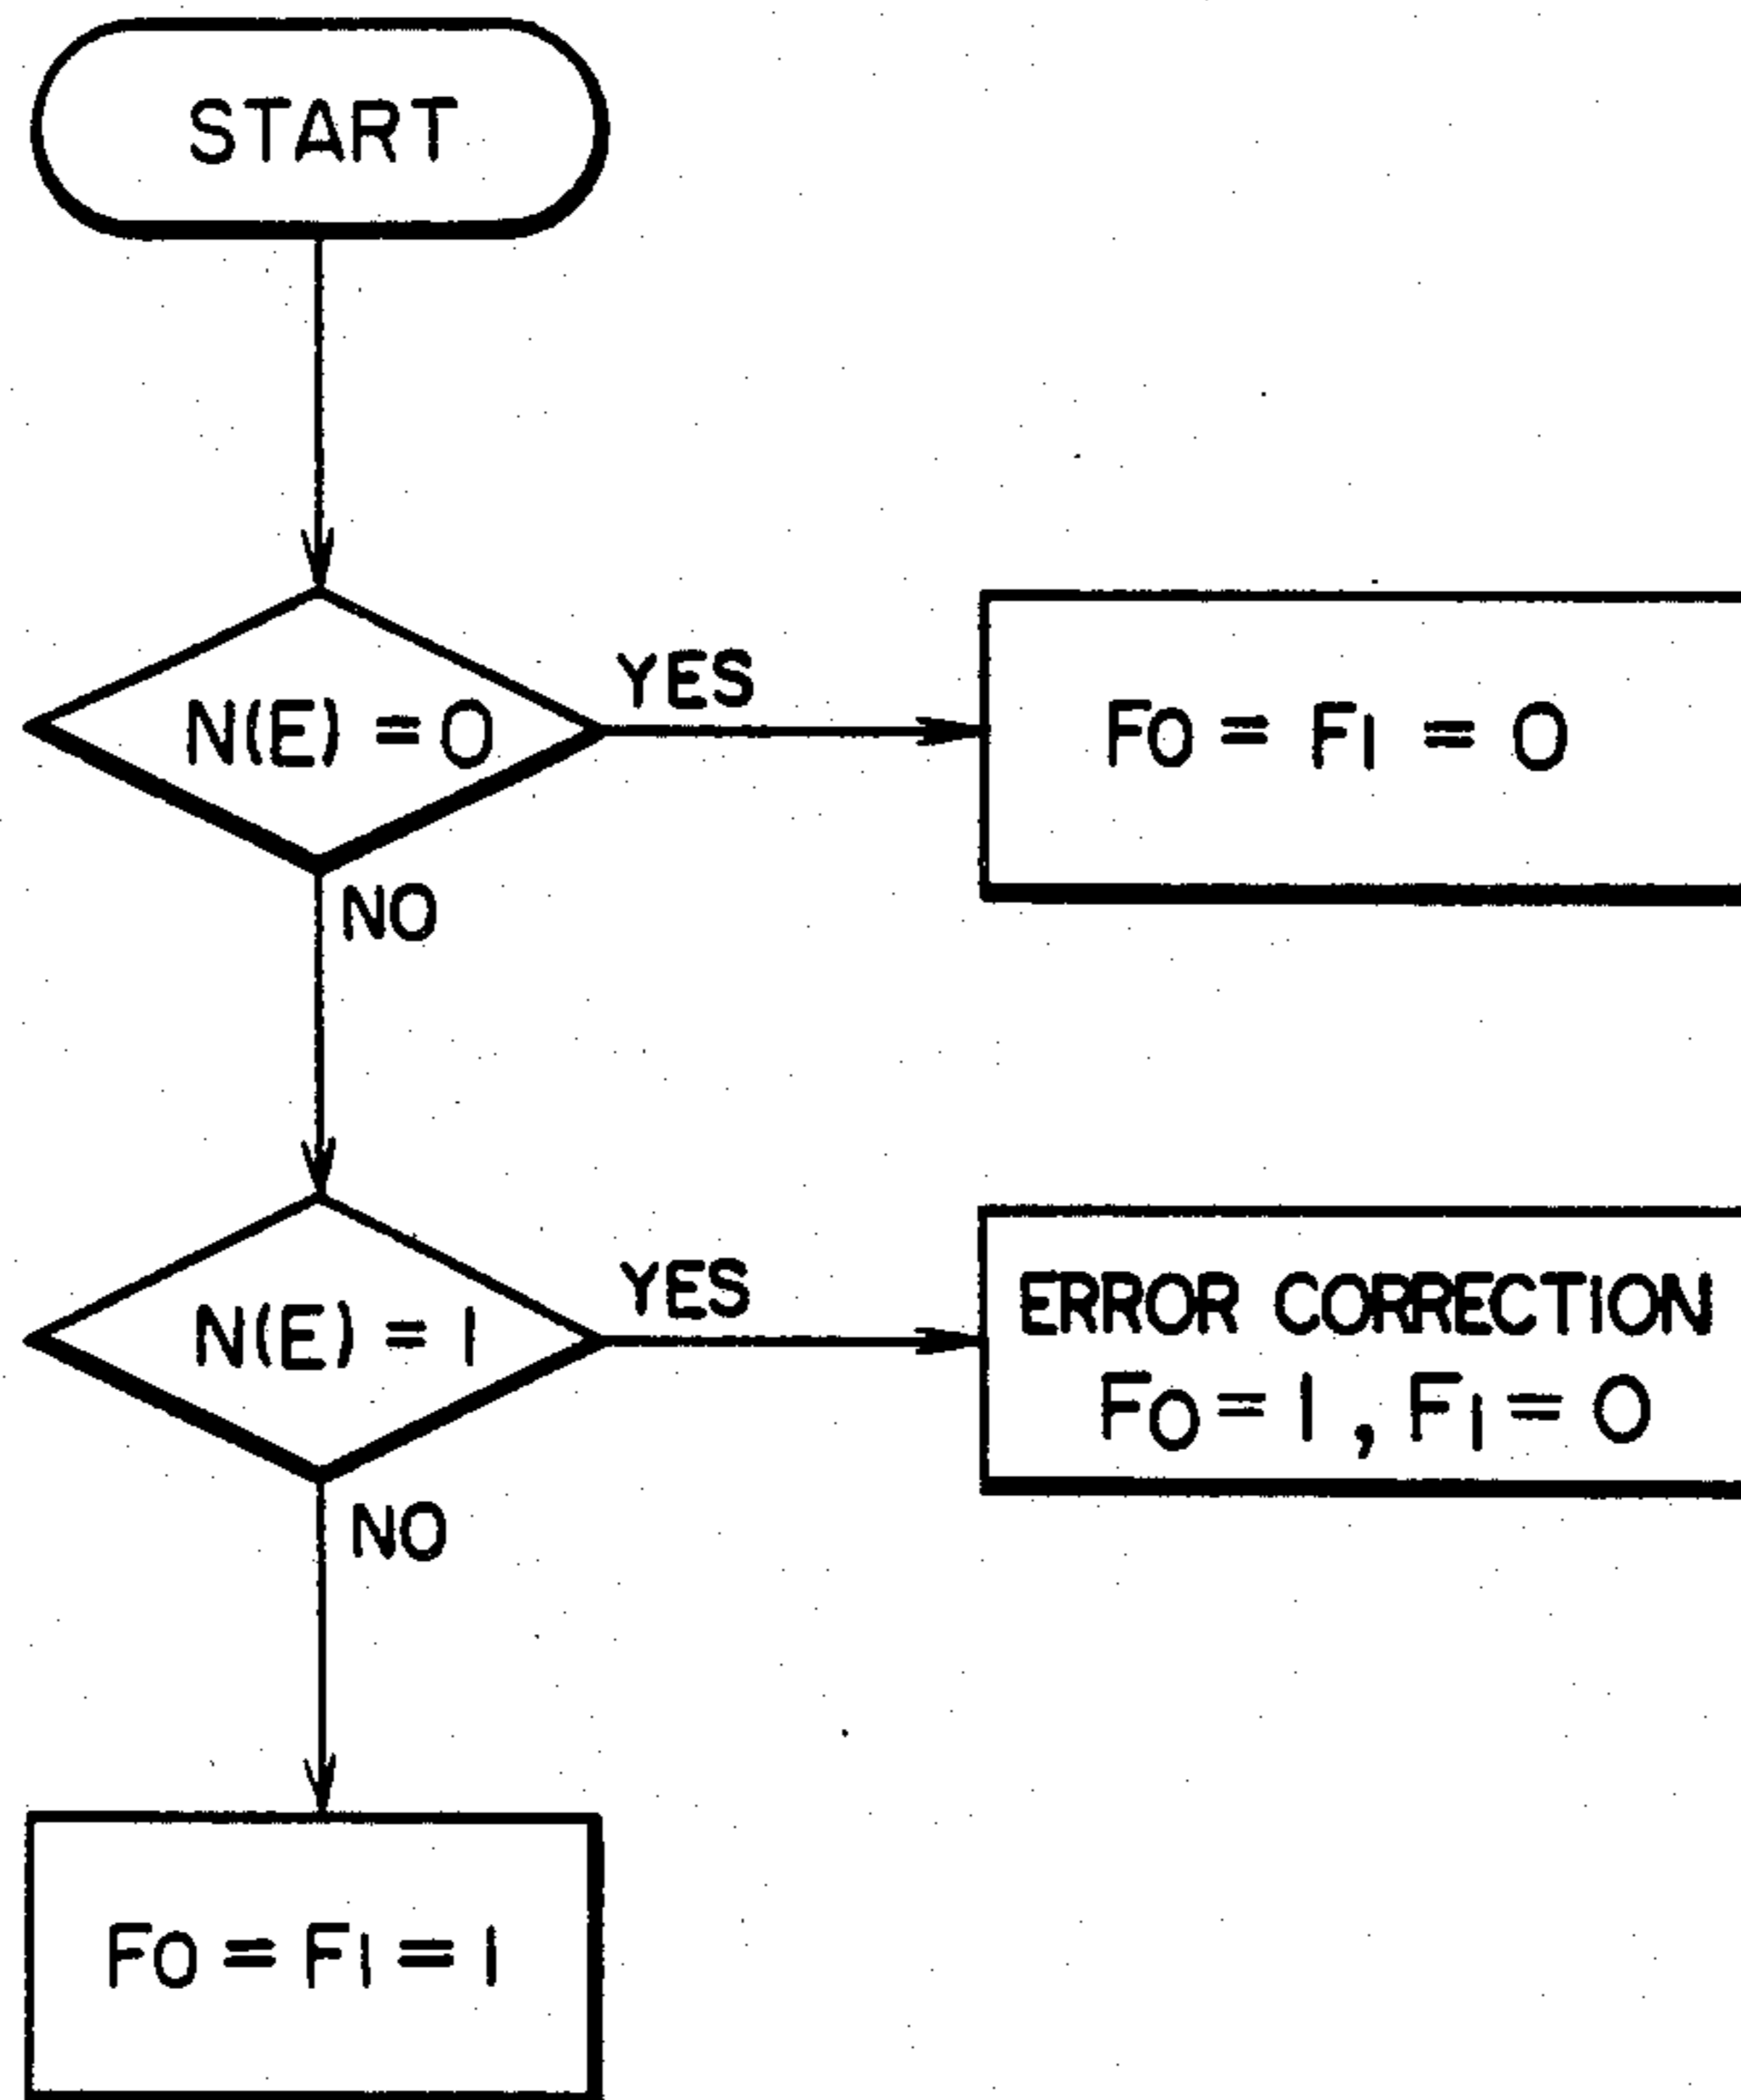 START
N(E) = 0
YES
F0 = F1 = 0
NO
N(E) = 1
YES
ERROR CORRECTION
F0 = 1, F1 = 0
NO
F0 = F1 = 1